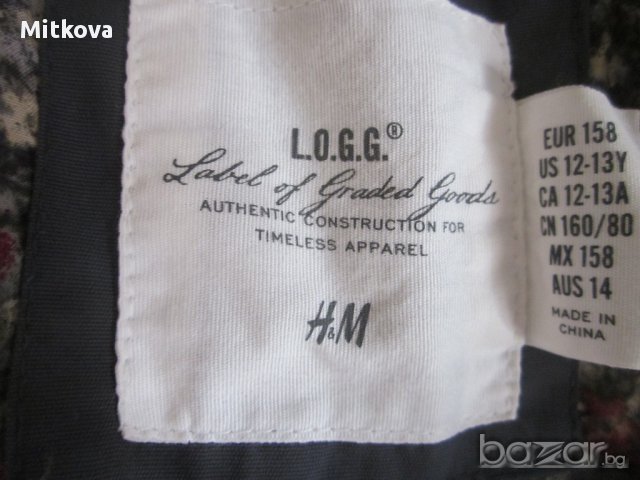 Mitkova
L.O.G.G.®
Label of Graded Goods
AUTHENTIC CONSTRUCTION FOR
TIMELESS APPAREL
H&M
EUR 158
US 12-13Y
CA 12-13A
CN 160/80
MX 158
AUS 14
MADE IN
CHINA
bazar.bg